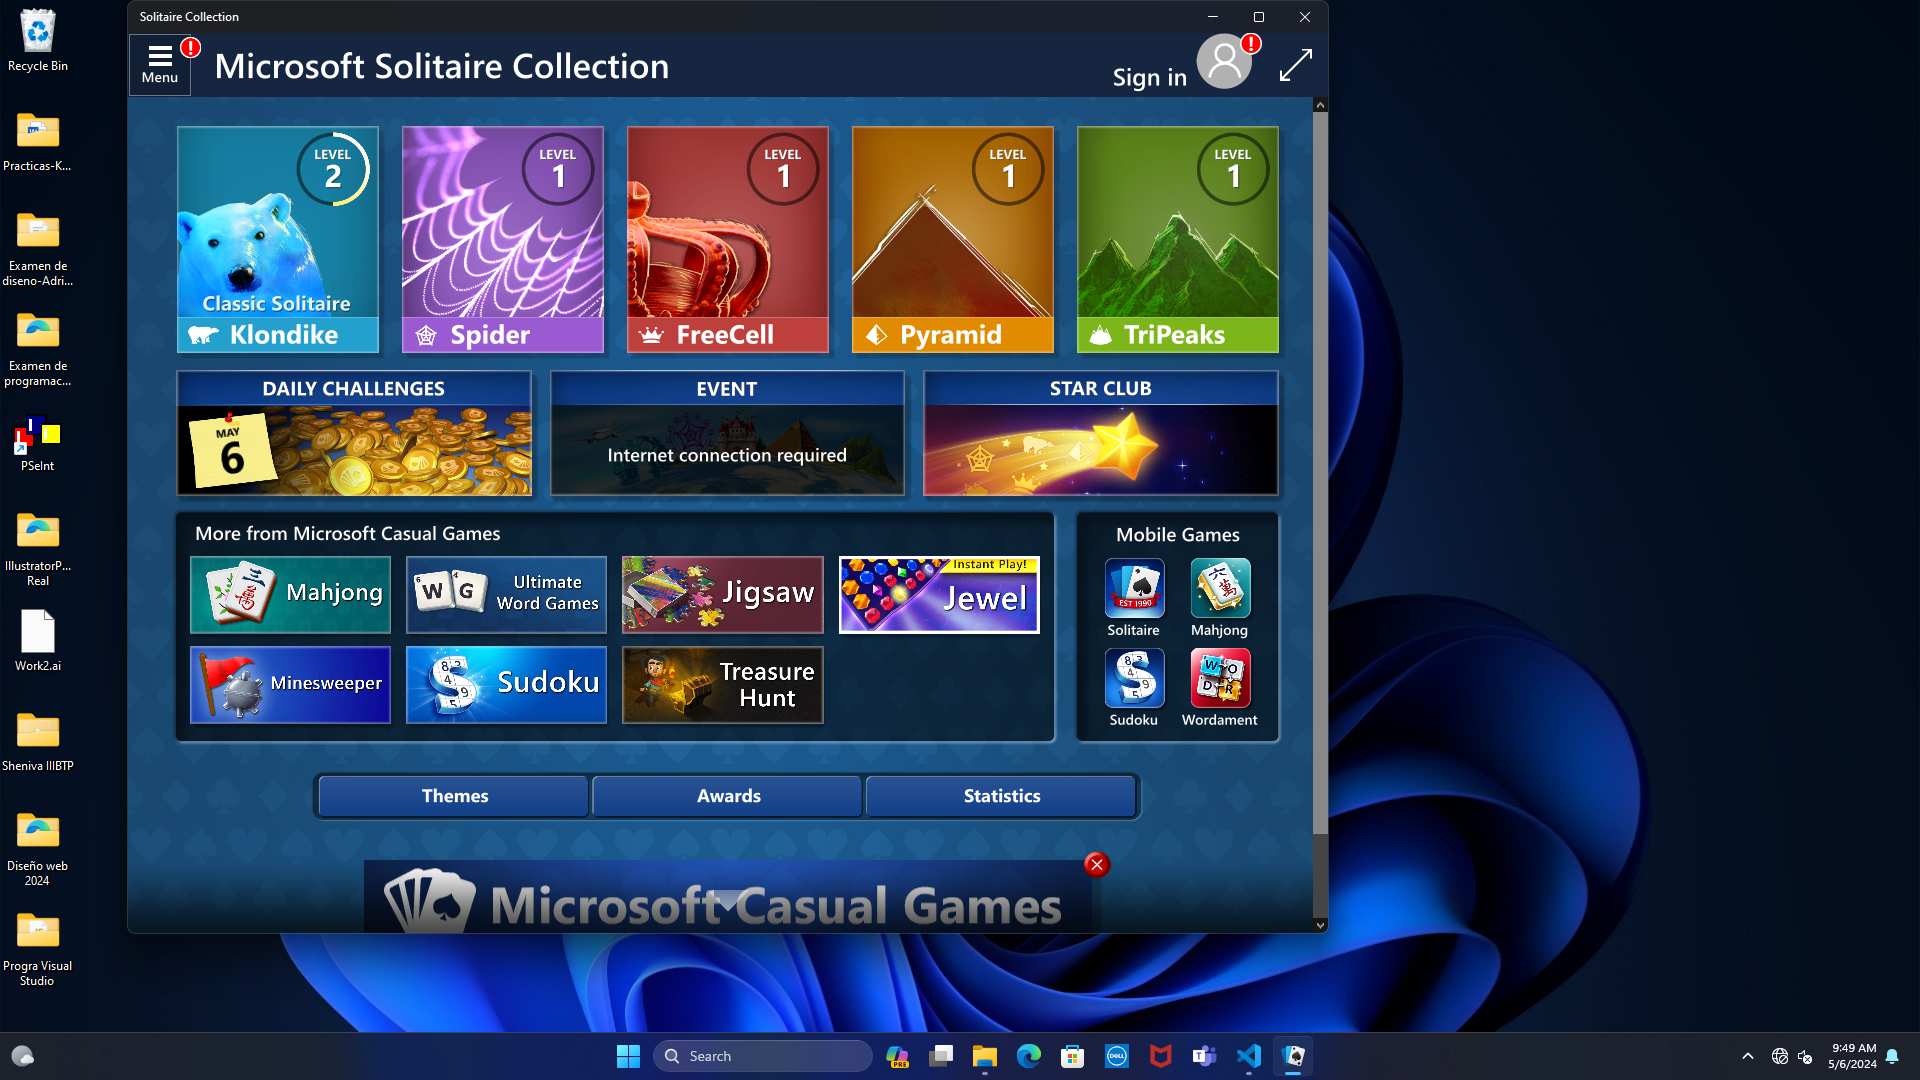 Recycle Bin
Practicas-K...
Examen de
diseno-Adri...
Examen de
programac...
PSeInt
IllustratorP...
Real
Work2.ai
Sheniva IIIBTP
Diseño web
2024
Progra Visual
Studio
Solitaire Collection
Menu
!
Microsoft Solitaire Collection
Sign in
!
LEVEL
2
Classic Solitaire
Klondike
LEVEL
1
Spider
LEVEL
1
FreeCell
LEVEL
1
Pyramid
LEVEL
1
TriPeaks
DAILY CHALLENGES
MAY
6
EVENT
Internet connection required
STAR CLUB
More from Microsoft Casual Games
Mahjong
W G
Ultimate
Word Games
Jigsaw
Instant Play!
Jewel
Minesweeper
Sudoku
Treasure
Hunt
Mobile Games
EST 1990
Solitaire
Mahjong
Sudoku
W O
D R
Wordament
Themes
Awards
Statistics
Microsoft Casual Games
Search
PRE
DELL
9:49 AM
5/6/2024